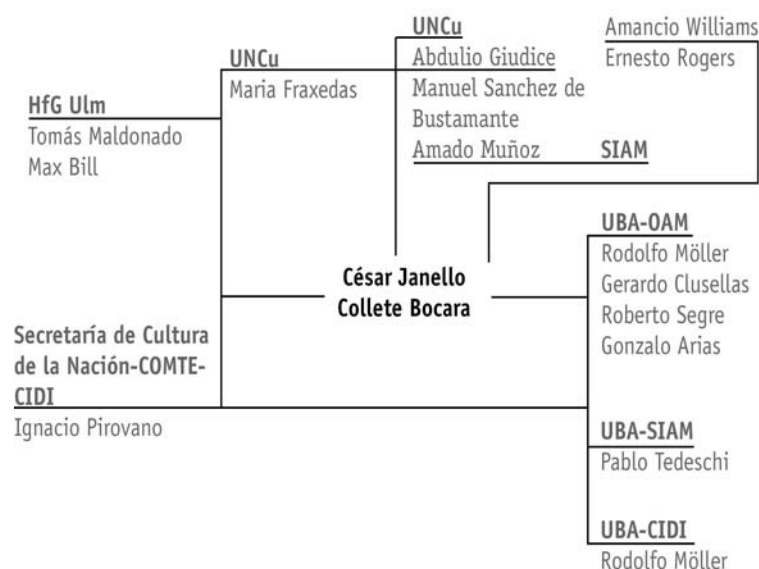 UNCu
Abdulio Giudice
Manuel Sanchez de
Bustamante
Amado Muñoz
SIAM
Amancio Williams
Ernesto Rogers
UNCu
Maria Fraxedas
HfG Ulm
Tomás Maldonado
Max Bill
César Janello
Collete Bocara
UBA-OAM
Rodolfo Möller
Gerardo Clusellas
Roberto Segre
Gonzalo Arias
Secretaría de Cultura
de la Nación-COMTE-
CIDI
Ignacio Pirovano
UBA-SIAM
Pablo Tedeschi
UBA-CIDI
Rodolfo Möller